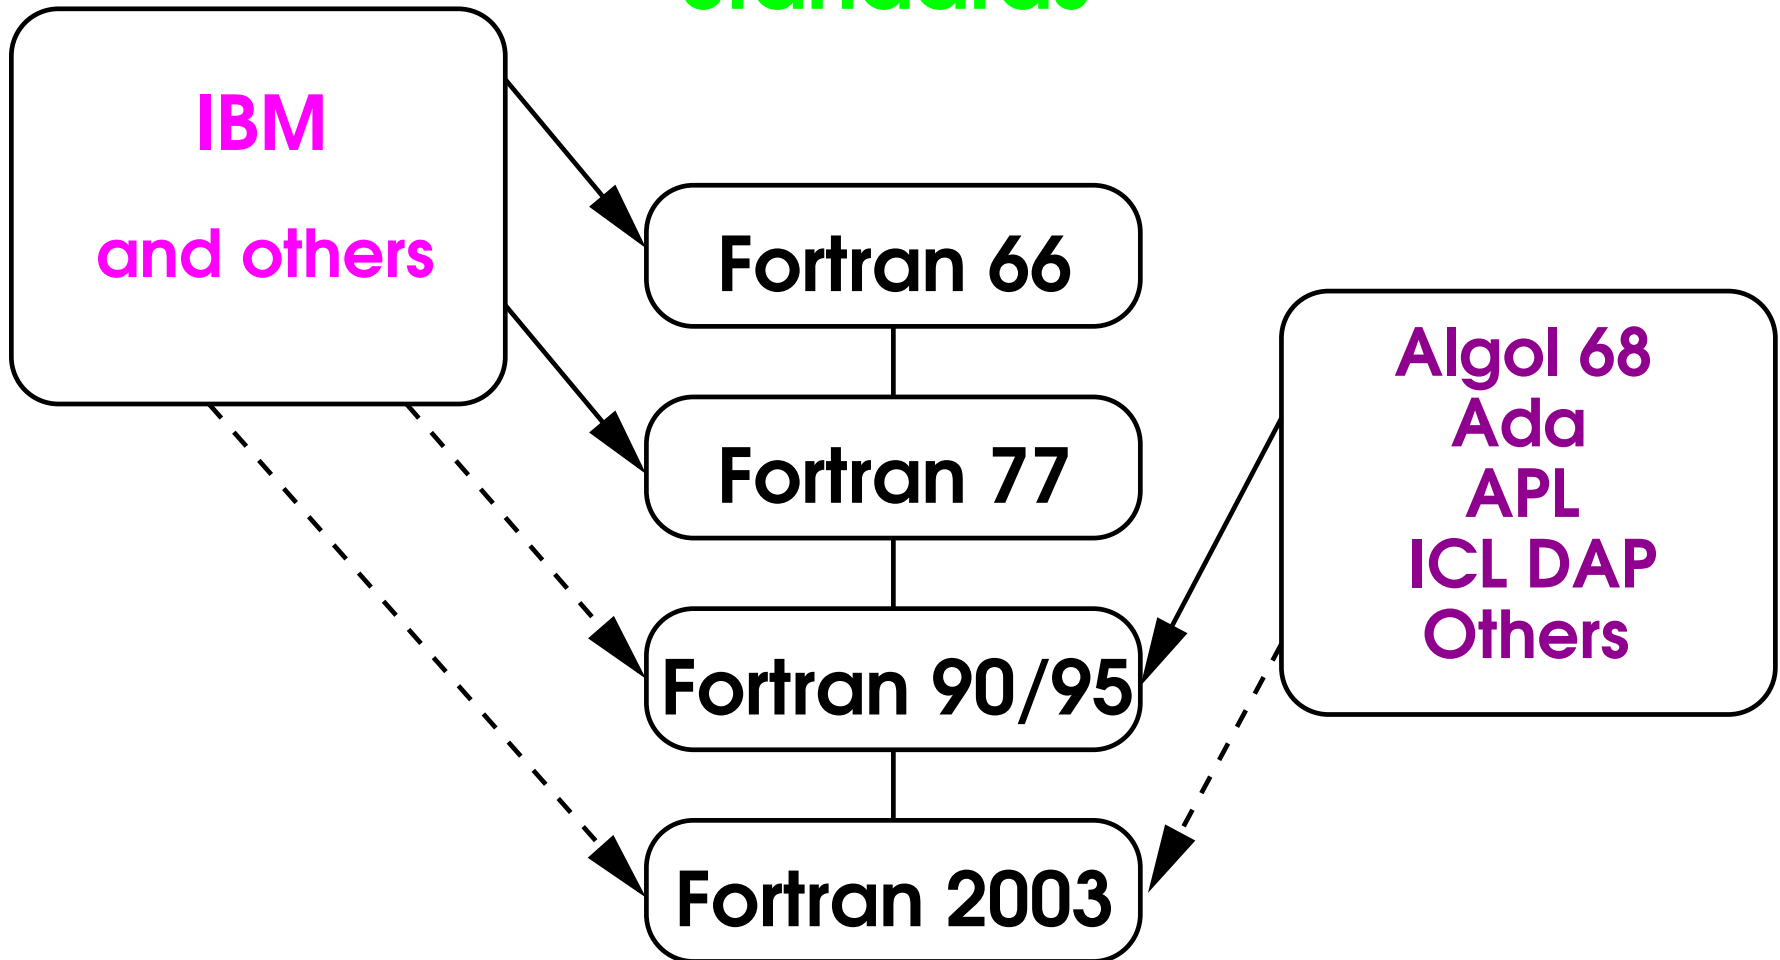 Standards
IBM
and others
Fortran 66
Fortran 77
Fortran 90/95
Fortran 2003
Algol 68
Ada
APL
ICL DAP
Others